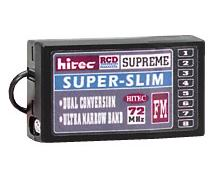 hitec RCD SUPREME
SUPER-SLIM
• DUAL CONVERSION
• ULTRA NARROW BAND
HITEC
72
MHz
FM
1
2
3
4
5
6
7
8